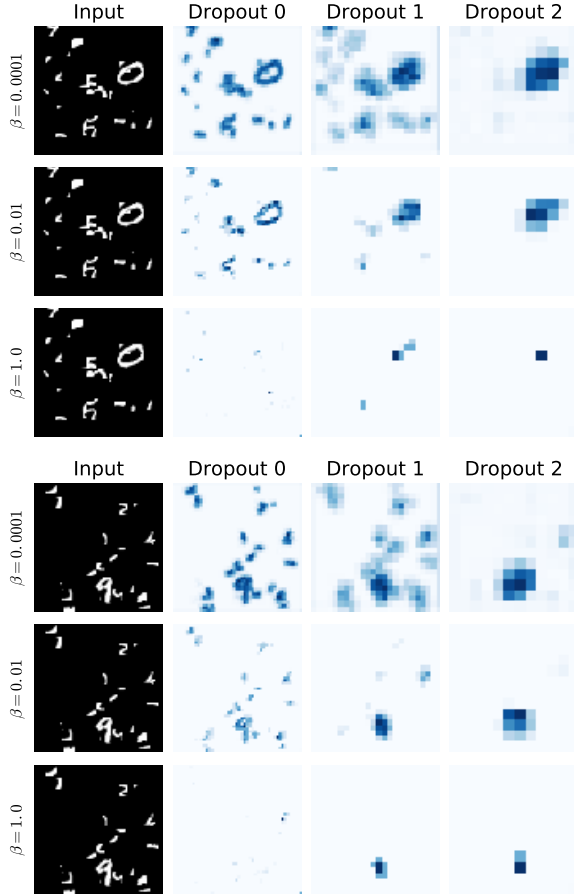 Input Dropout 0 Dropout 1 Dropout 2
β = 0.0001
β = 0.01
β = 1.0
Input Dropout 0 Dropout 1 Dropout 2
β = 0.0001
β = 0.01
β = 1.0